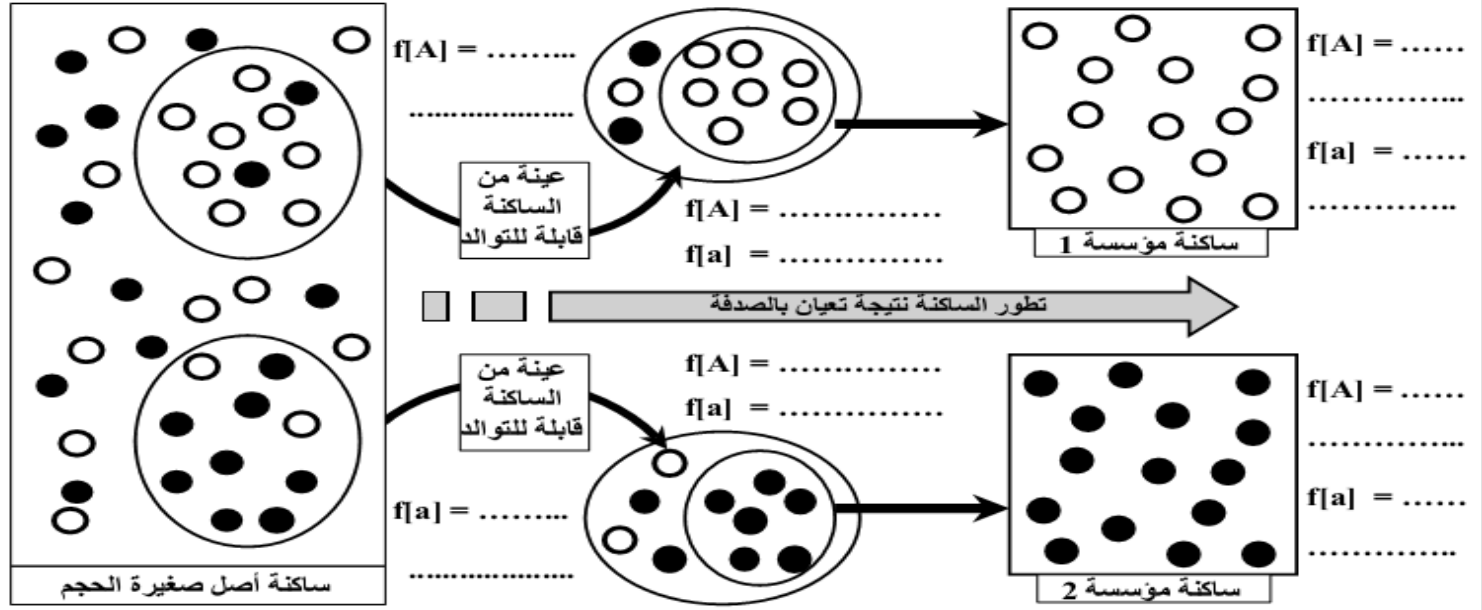 f[A] = ……...
.....................
f[A] = ……
…………...
f[a] = ……
…………..
عينة من
الساكنة
قابلة للتوالد
f[A] = ……………
f[a] = ……………
ساكنة مؤسسة 1
تطور الساكنة نتيجة تعيان بالصدفة
عينة من
الساكنة
قابلة للتوالد
f[A] = ……………
f[a] = ……………
f[A] = ……
…………...
f[a] = ……
…………..
f[a] = ……...
.....................
ساكنة أصل صغيرة الحجم
ساكنة مؤسسة 2